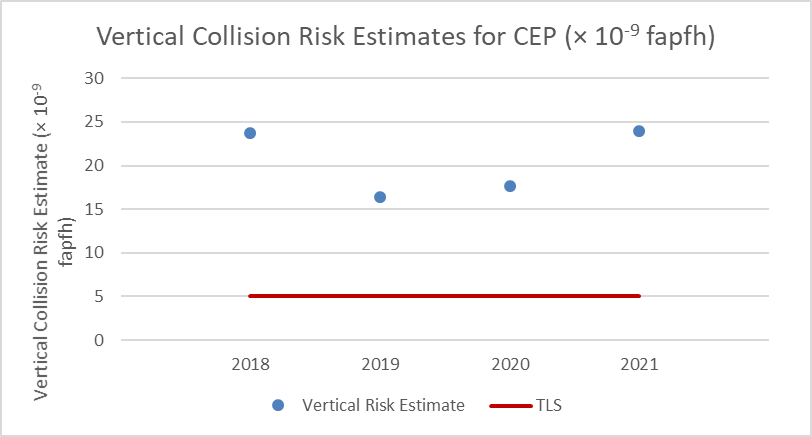 Vertical Collision Risk Estimates for CEP (× 10⁻⁹ fapfh)
Vertical Collision Risk Estimate (× 10⁻⁹
fapfh)
30
25
20
15
10
5
0
2018 2019 2020 2021
Vertical Risk Estimate TLS